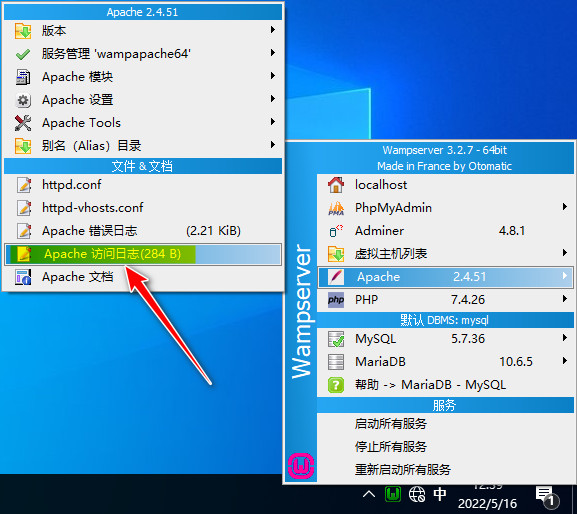 Apache 2.4.51
版本
服务管理 'wampapache64'
Apache 模块
Apache 设置
Apache Tools
别名（Alias）目录
文件 & 文档
httpd.conf
httpd-vhosts.conf
Apache 错误日志 (2.21 KiB)
Apache 访问日志(284 B)
Apache 文档
Wampserver 3.2.7 - 64bit
Made in France by Otomatic
Wampserver
localhost
PhpMyAdmin
Adminer 4.8.1
虚拟主机列表
Apache 2.4.51
php PHP 7.4.26
默认 DBMS: mysql
MySQL 5.7.36
MariaDB 10.6.5
帮助 -> MariaDB - MySQL
服务
启动所有服务
停止所有服务
重新启动所有服务
中
2022/5/16
1